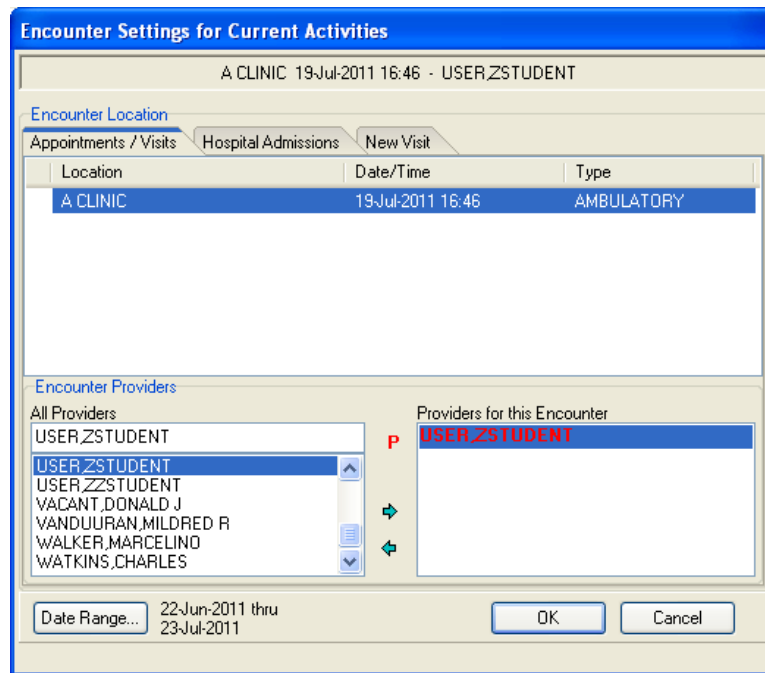 Encounter Settings for Current Activities
A CLINIC 19-Jul-2011 16:46 - USER,ZSTUDENT
Encounter Location
Appointments / Visits Hospital Admissions New Visit
Location Date/Time Type
A CLINIC 19-Jul-2011 16:46 AMBULATORY
Encounter Providers
All Providers
USER,ZSTUDENT
USER,ZSTUDENT
USER,ZZSTUDENT
VACANT,DONALD J
VANDUURAN,MILDRED R
WALKER,MARCELINO
WATKINS,CHARLES
P
Providers for this Encounter
USER,ZSTUDENT
Date Range... 22-Jun-2011 thru
23-Jul-2011
OK Cancel